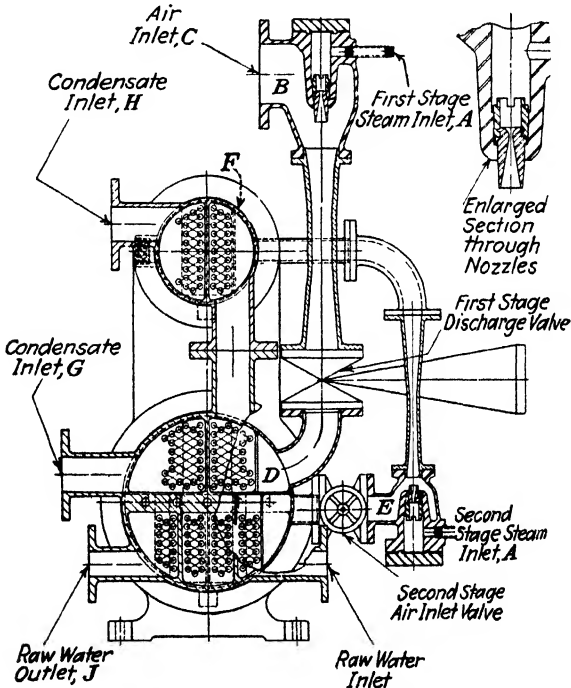 Air
Inlet, C
B
First Stage
Steam Inlet, A
Condensate
Inlet, H
F
Enlarged
Section
through
Nozzles
First Stage
Discharge Valve
Condensate
Inlet, G
D
E
Second
Stage Steam
Inlet, A
Second Stage
Air Inlet Valve
Raw Water
Outlet, J
Raw Water
Inlet